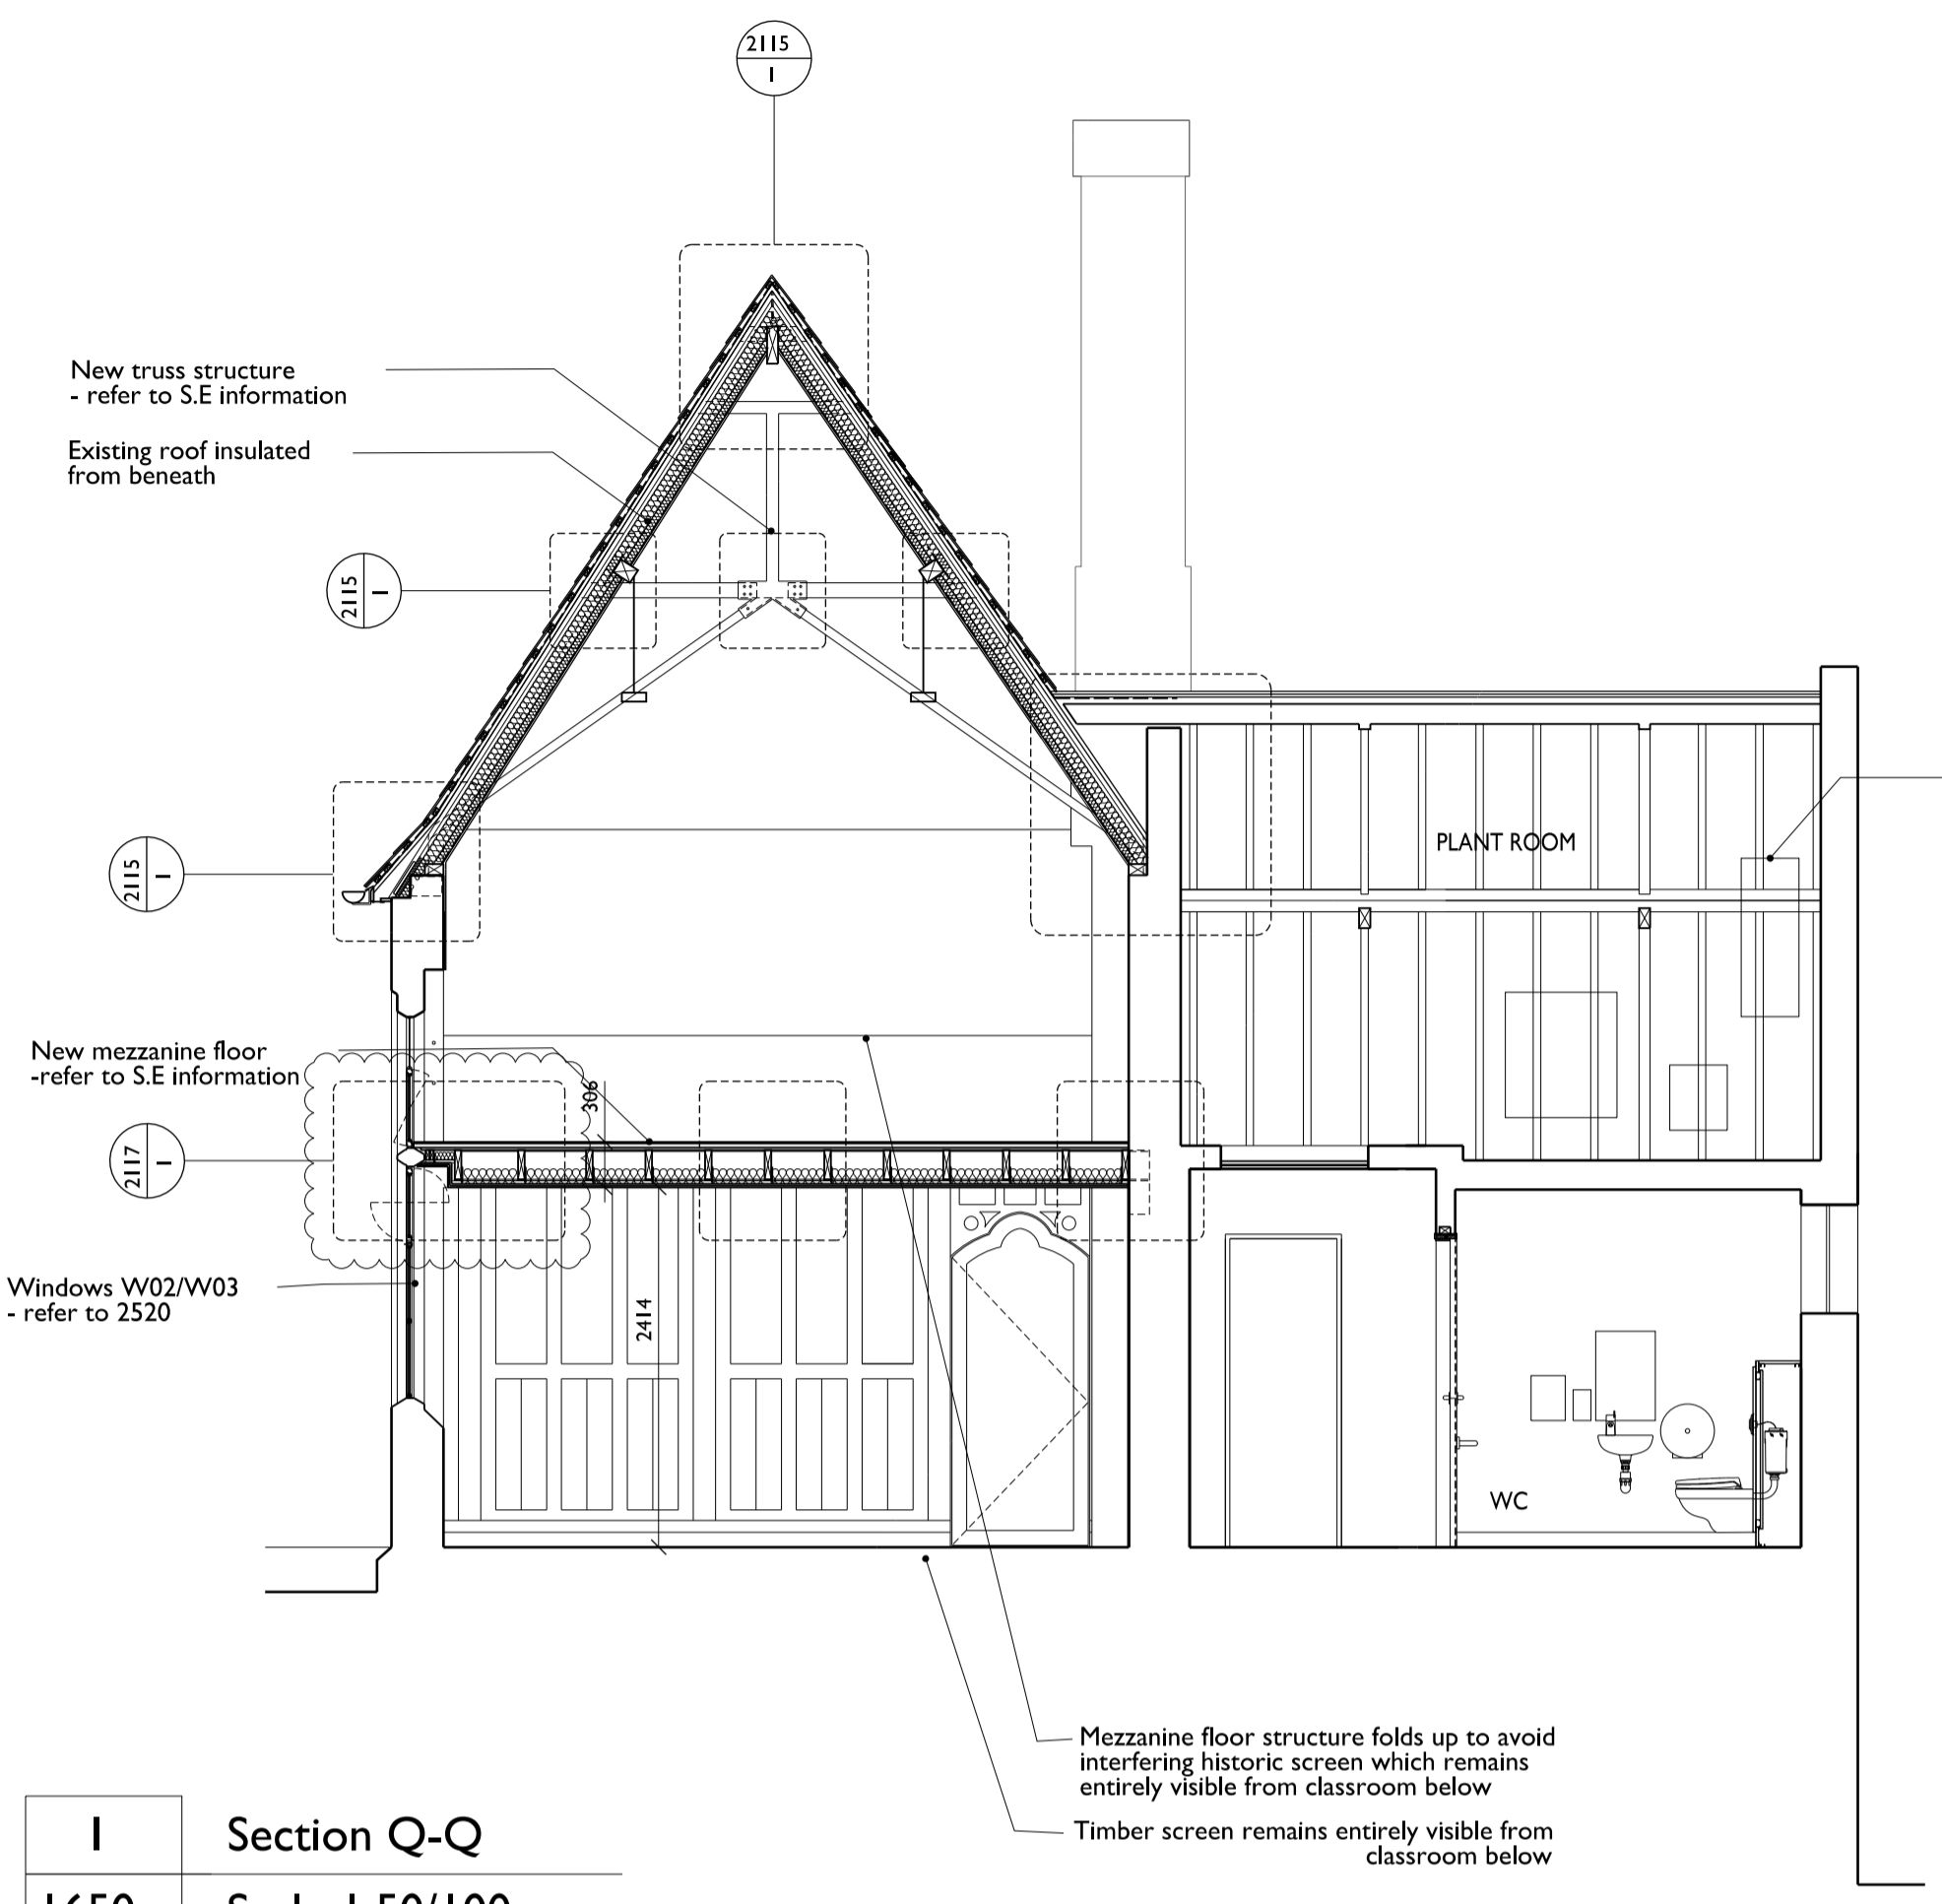 2115
1
New truss structure
- refer to S.E information
Existing roof insulated
from beneath
2115
1
PLANT ROOM
2115
1
New mezzanine floor
-refer to S.E information
306
2117
1
Windows W02/W03
- refer to 2520
2414
WC
Mezzanine floor structure folds up to avoid
interfering historic screen which remains
entirely visible from classroom below
Timber screen remains entirely visible from
classroom below
1
Section Q-Q